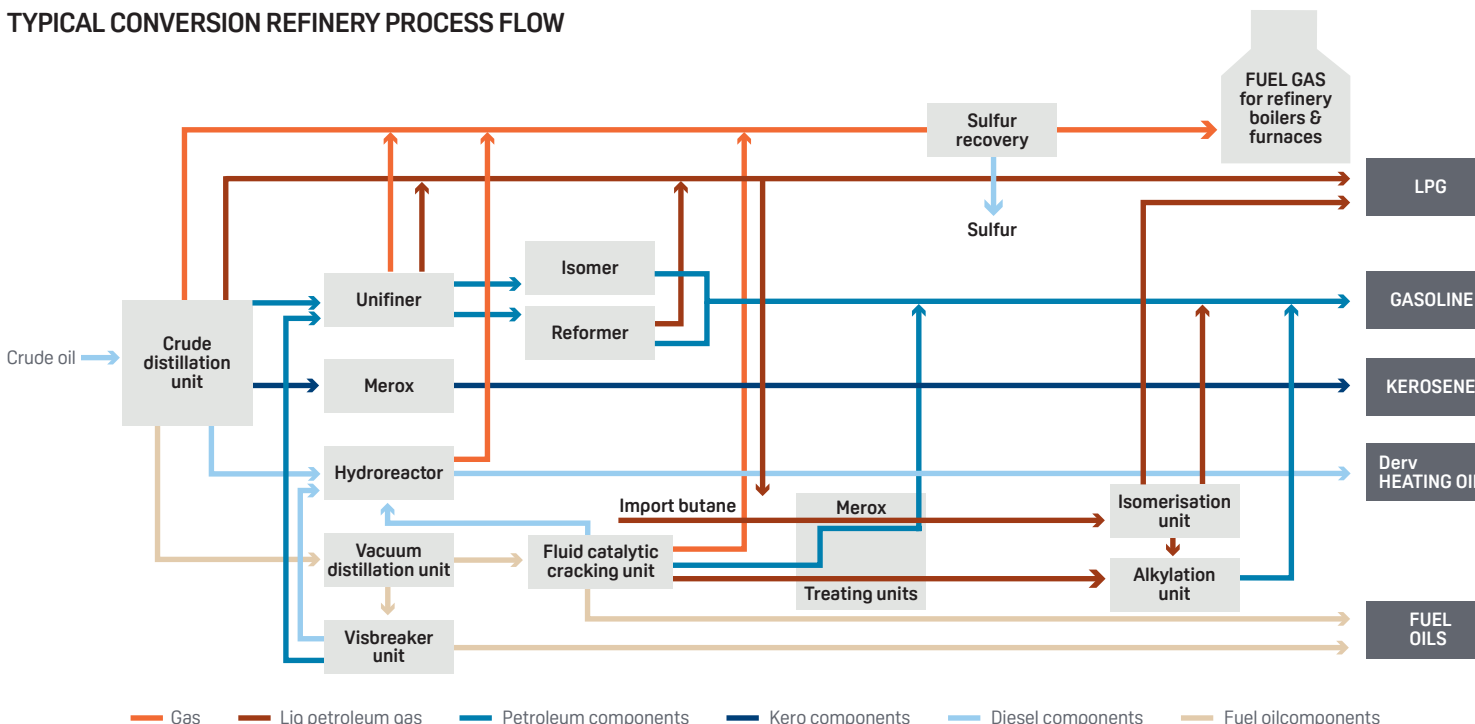 TYPICAL CONVERSION REFINERY PROCESS FLOW
FUEL GAS
for refinery
boilers &
furnaces
Sulfur
recovery
LPG
Sulfur
Isomer
Unifiner
GASOLINE
Reformer
Crude oil
Crude
distillation
unit
Merox
KEROSENE
Hydroreactor
Derv
HEATING OIL
Import butane
Merox
Isomerisation
unit
Vacuum
distillation unit
Fluid catalytic
cracking unit
Treating units
Alkylation
unit
Visbreaker
unit
FUEL
OILS
Gas
Liq petroleum gas
Petroleum components
Kero components
Diesel components
Fuel oilcomponents